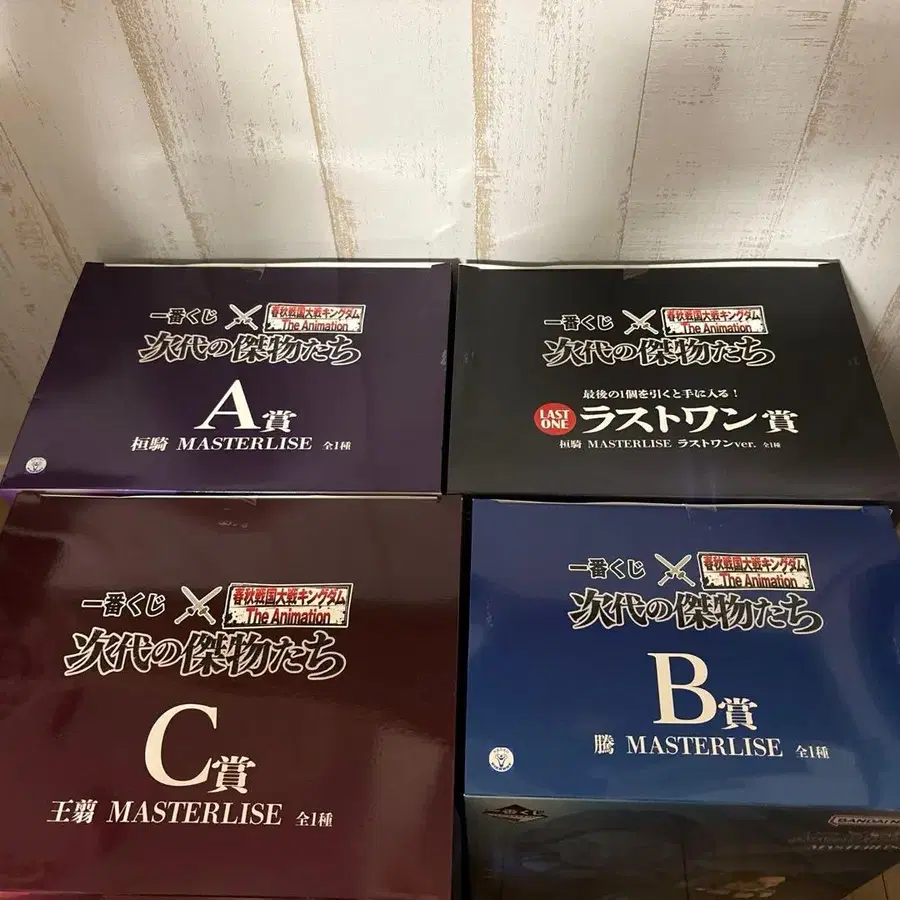 一番くじ
春秋戦国大戦キングダム
The Animation
次代の傑物たち
A賞
桓騎 MASTERLISE 全1種
一番くじ
春秋戦国大戦キングダム
The Animation
次代の傑物たち
最後の1個を引くと手に入る!
LAST ONE ラストワン賞
桓騎 MASTERLISE ラストワンver. 全1種
一番くじ
春秋戦国大戦キングダム
The Animation
次代の傑物たち
C賞
王翦 MASTERLISE 全1種
一番くじ
春秋戦国大戦キングダム
The Animation
次代の傑物たち
B賞
騰 MASTERLISE 全1種
一番くじ
MASTERLISE